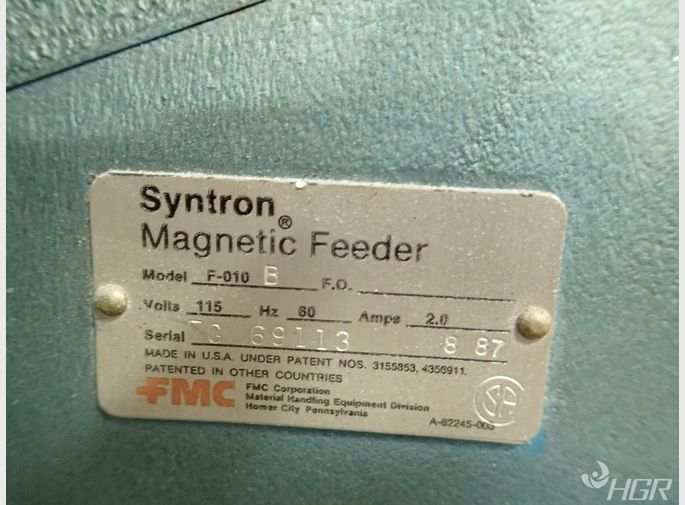 Syntron®
Magnetic Feeder
Model F-010 B F.O.
Volts 115 Hz 60 Amps 2.0
Serial 69113 8 87
MADE IN U.S.A. UNDER PATENT NOS. 3155853, 4356911.
PATENTED IN OTHER COUNTRIES
FMC FMC Corporation
Material Handling Equipment Division
Homer City Pennsylvania
SA
A-62245-003
HGR